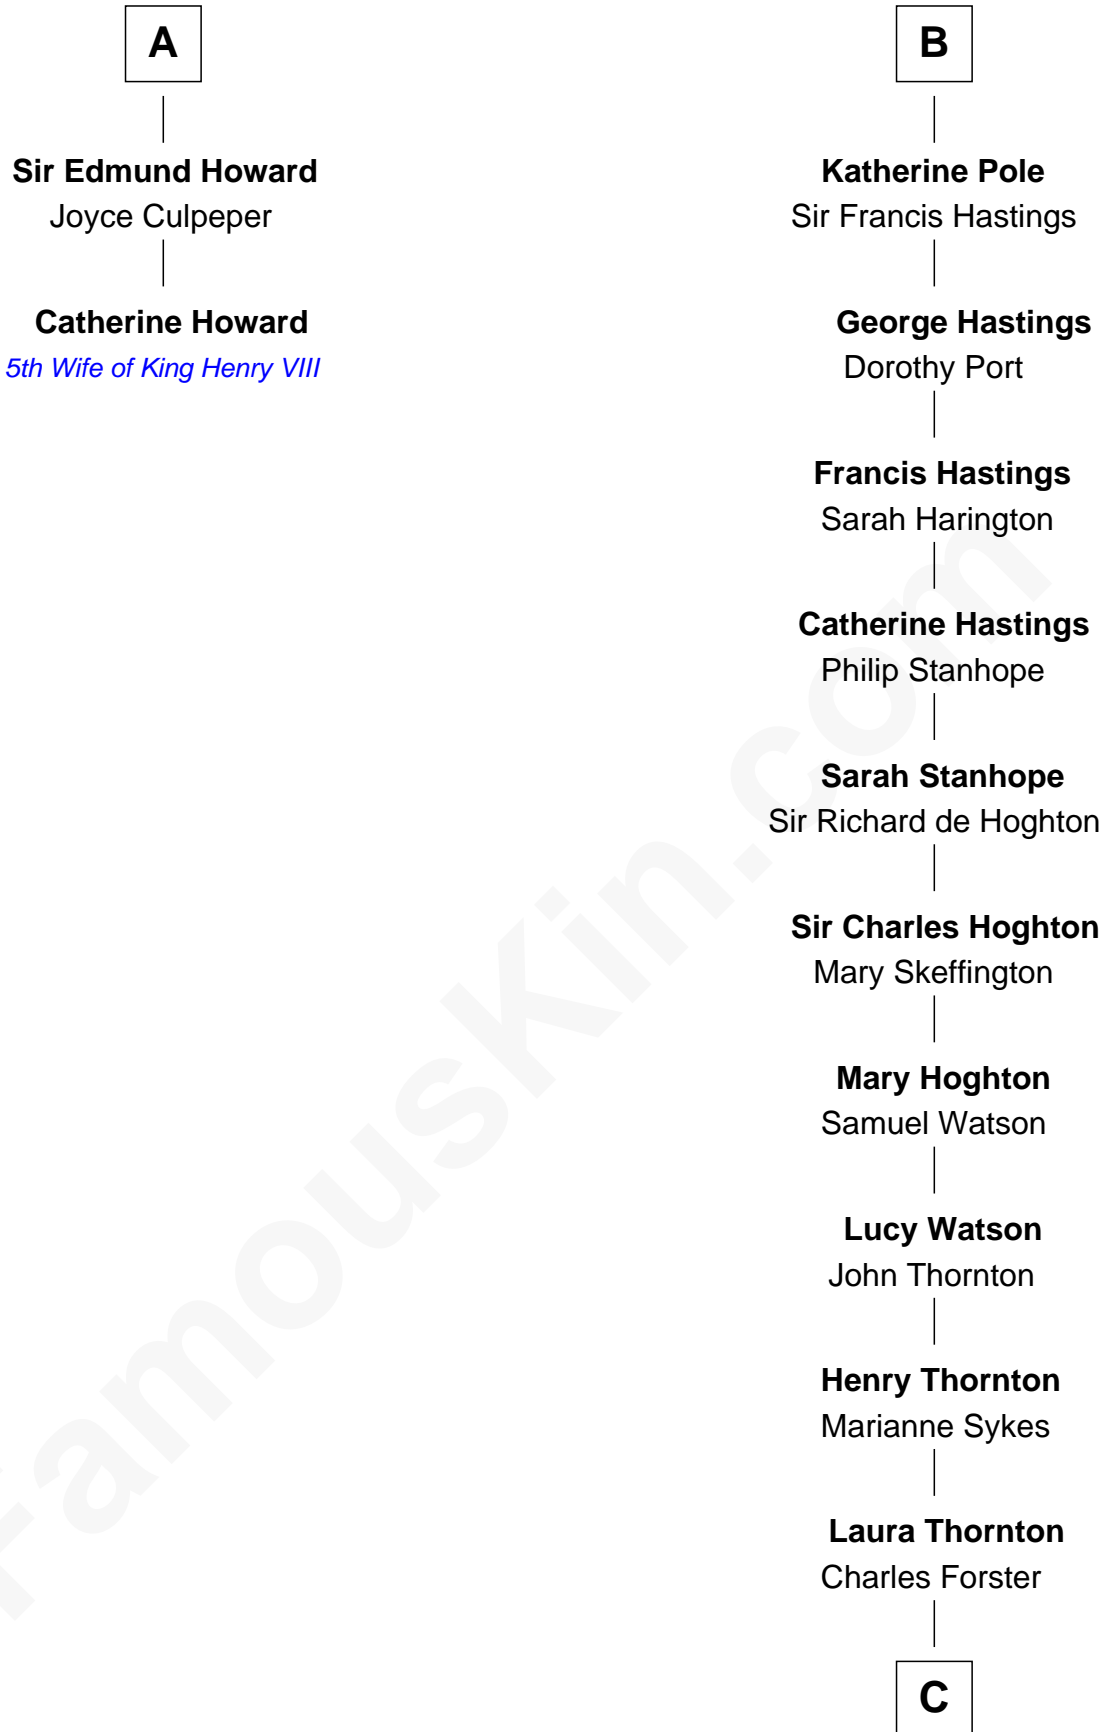 A
Sir Edmund Howard
Joyce Culpeper
Catherine Howard
5th Wife of King Henry VIII
B
Katherine Pole
Sir Francis Hastings
George Hastings
Dorothy Port
Francis Hastings
Sarah Harington
Catherine Hastings
Philip Stanhope
Sarah Stanhope
Sir Richard de Hoghton
Sir Charles Hoghton
Mary Skeffington
Mary Hoghton
Samuel Watson
Lucy Watson
John Thornton
Henry Thornton
Marianne Sykes
Laura Thornton
Charles Forster
C
FamousKin.com